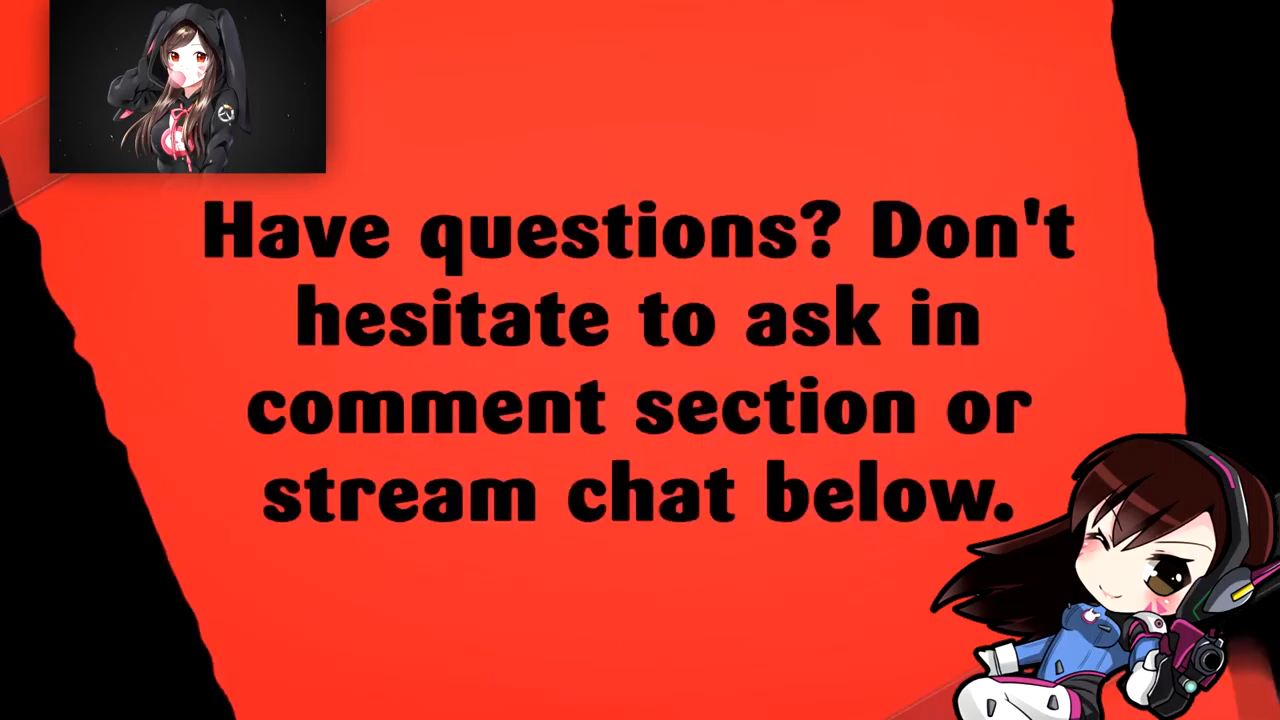 Have questions? Don't
hesitate to ask in
comment section or
stream chat below.